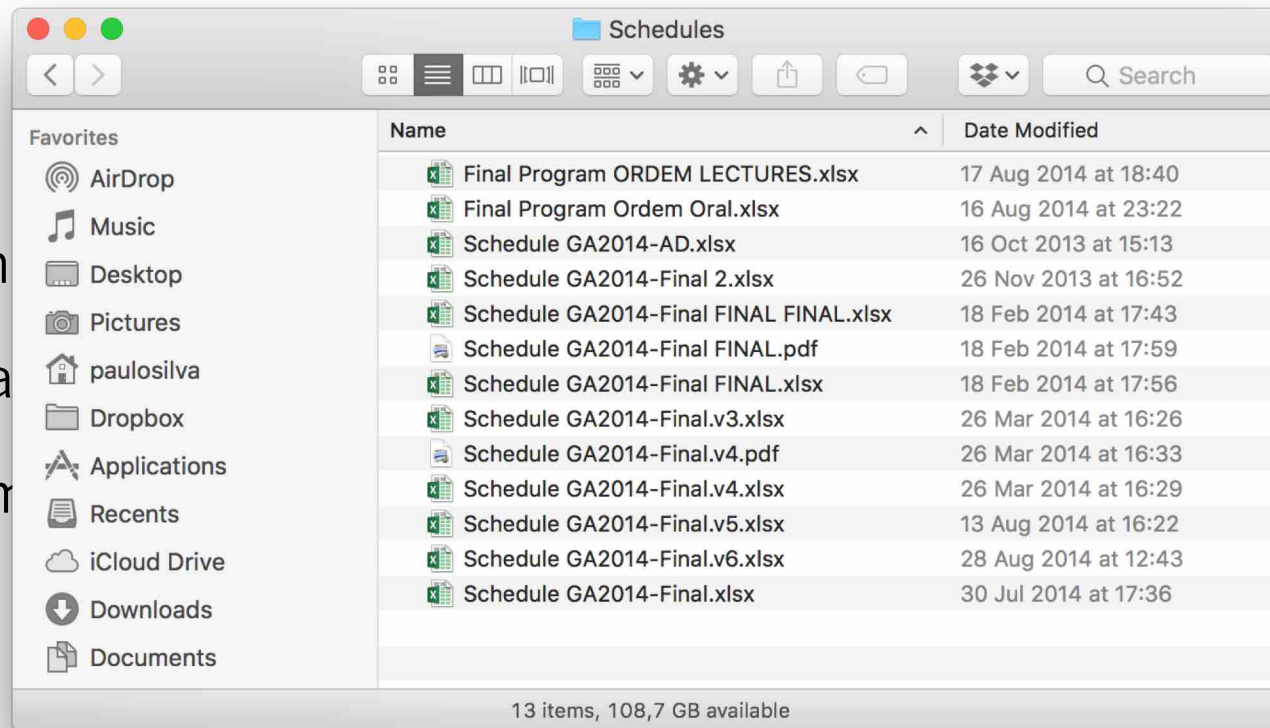 Schedules
Search
Favorites
AirDrop
Music
Desktop
Pictures
paulosilva
Dropbox
Applications
Recents
iCloud Drive
Downloads
Documents
Name Date Modified
Final Program ORDEM LECTURES.xlsx 17 Aug 2014 at 18:40
Final Program Ordem Oral.xlsx 16 Aug 2014 at 23:22
Schedule GA2014-AD.xlsx 16 Oct 2013 at 15:13
Schedule GA2014-Final 2.xlsx 26 Nov 2013 at 16:52
Schedule GA2014-Final FINAL FINAL.xlsx 18 Feb 2014 at 17:43
Schedule GA2014-Final FINAL.pdf 18 Feb 2014 at 17:59
Schedule GA2014-Final FINAL.xlsx 18 Feb 2014 at 17:56
Schedule GA2014-Final.v3.xlsx 26 Mar 2014 at 16:26
Schedule GA2014-Final.v4.pdf 26 Mar 2014 at 16:33
Schedule GA2014-Final.v4.xlsx 26 Mar 2014 at 16:29
Schedule GA2014-Final.v5.xlsx 13 Aug 2014 at 16:22
Schedule GA2014-Final.v6.xlsx 28 Aug 2014 at 12:43
Schedule GA2014-Final.xlsx 30 Jul 2014 at 17:36
13 items, 108,7 GB available